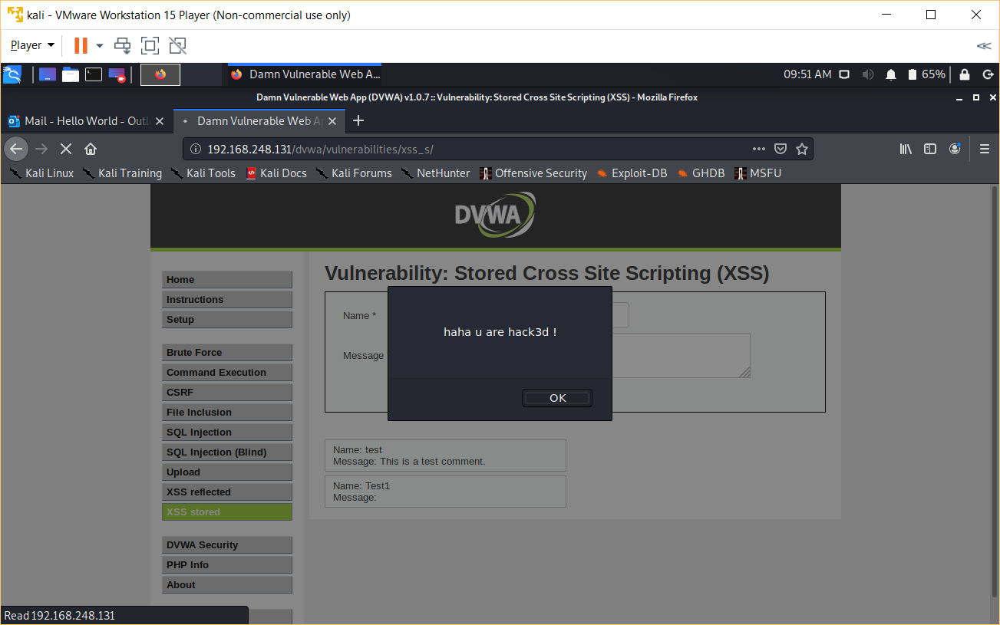 kali - VMware Workstation 15 Player (Non-commercial use only)
Player
Damn Vulnerable Web A... 09:51 AM 65%
Damn Vulnerable Web App (DVWA) v1.0.7 :: Vulnerability: Stored Cross Site Scripting (XSS) - Mozilla Firefox
Mail - Hello World - Outl Damn Vulnerable Web Ap
192.168.248.131/dvwa/vulnerabilities/xss_s/
Kali Linux Kali Training Kali Tools Kali Docs Kali Forums NetHunter Offensive Security Exploit-DB GHDB MSFU
DVWA
Home
Instructions
Setup
Brute Force
Command Execution
CSRF
File Inclusion
SQL Injection
SQL Injection (Blind)
Upload
XSS reflected
XSS stored
DVWA Security
PHP Info
About
Vulnerability: Stored Cross Site Scripting (XSS)
Name *
Message
haha u are hack3d !
OK
Name: test
Message: This is a test comment.
Name: Test1
Message:
Read 192.168.248.131